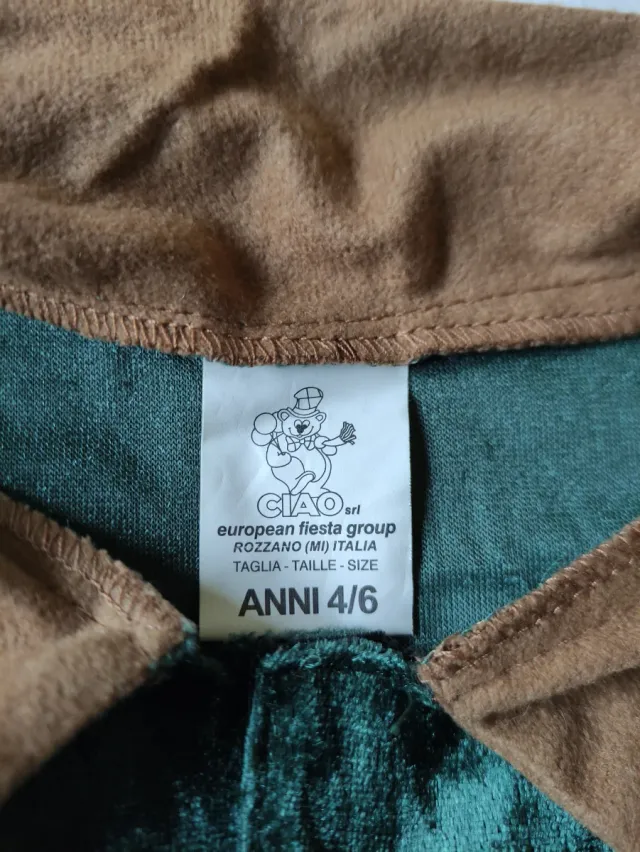 CIAO srl
european fiesta group
ROZZANO (MI) ITALIA
TAGLIA - TAILLE - SIZE
ANNI 4/6